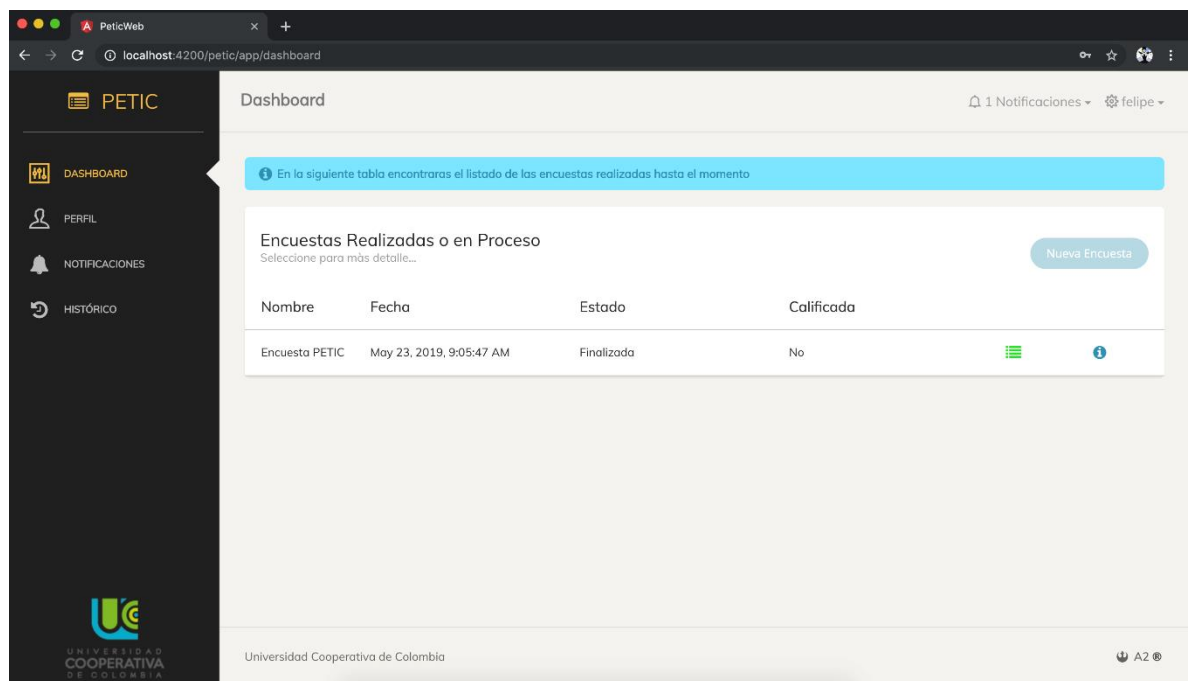 PeticWeb
localhost:4200/petic/app/dashboard
PETIC
Dashboard
1 Notificaciones
felipe
DASHBOARD
PERFIL
NOTIFICACIONES
HISTÓRICO
En la siguiente tabla encontraras el listado de las encuestas realizadas hasta el momento
Encuestas Realizadas o en Proceso
Seleccione para màs detalle...
Nueva Encuesta
Nombre Fecha Estado Calificada
Encuesta PETIC May 23, 2019, 9:05:47 AM Finalizada No
UNIVERSIDAD
COOPERATIVA
DE COLOMBIA
Universidad Cooperativa de Colombia
A2 ®